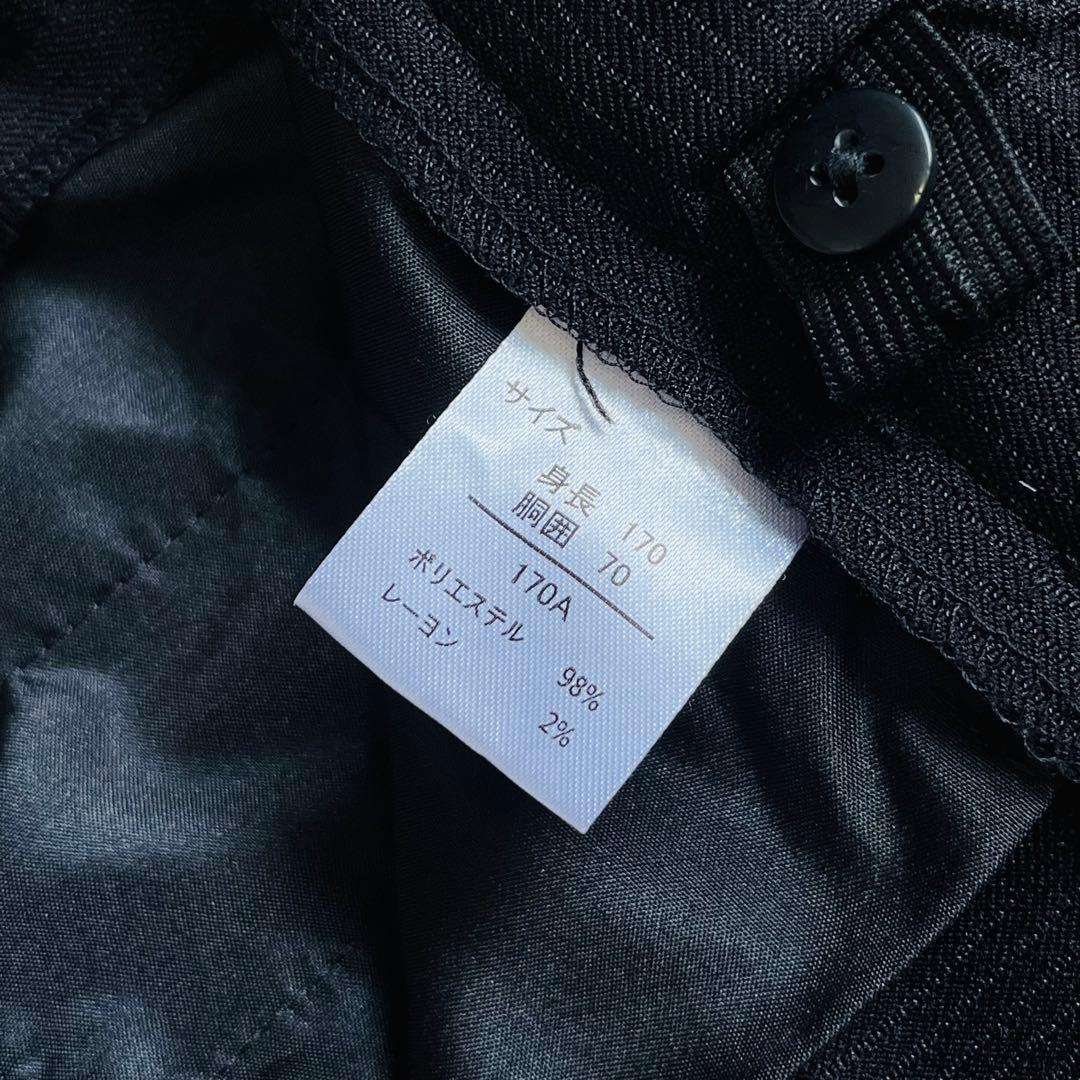 サイズ
身長 170
胴囲 70
170A
ポリエステル 98%
レーヨン 2%